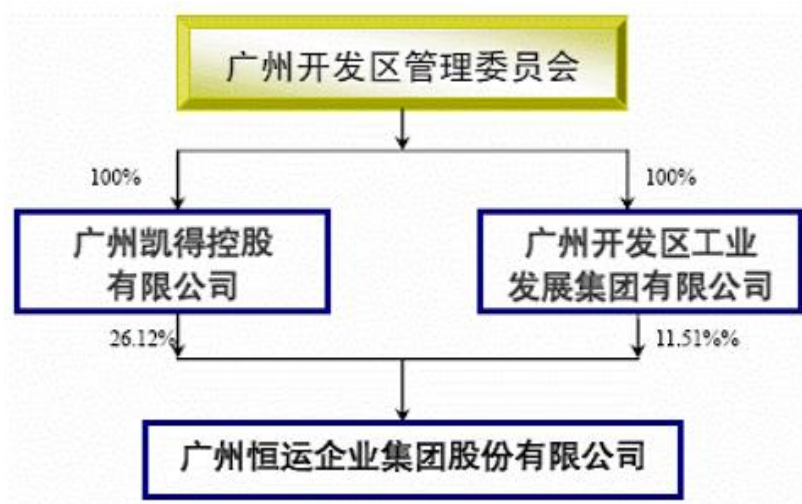 广州开发区管理委员会
100%
100%
广州凯得控股
有限公司
广州开发区工业
发展集团有限公司
26.12%
11.51%%
广州恒运企业集团股份有限公司